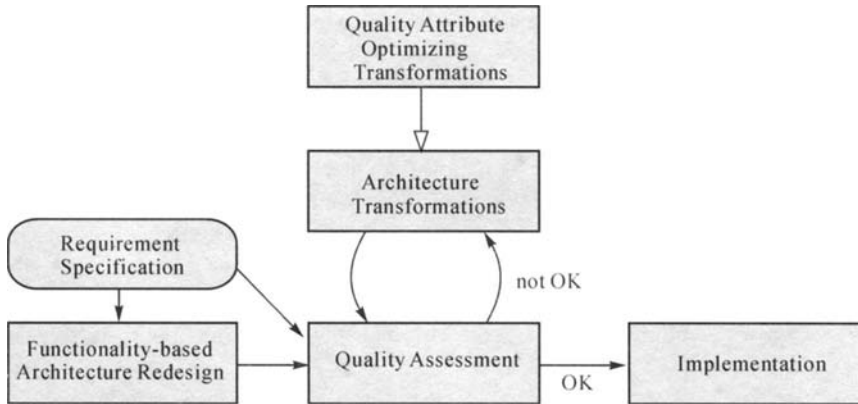 Quality Attribute
Optimizing
Transformations
Architecture
Transformations
Requirement
Specification
not OK
Functionality-based
Architecture Redesign
Quality Assessment
OK
Implementation